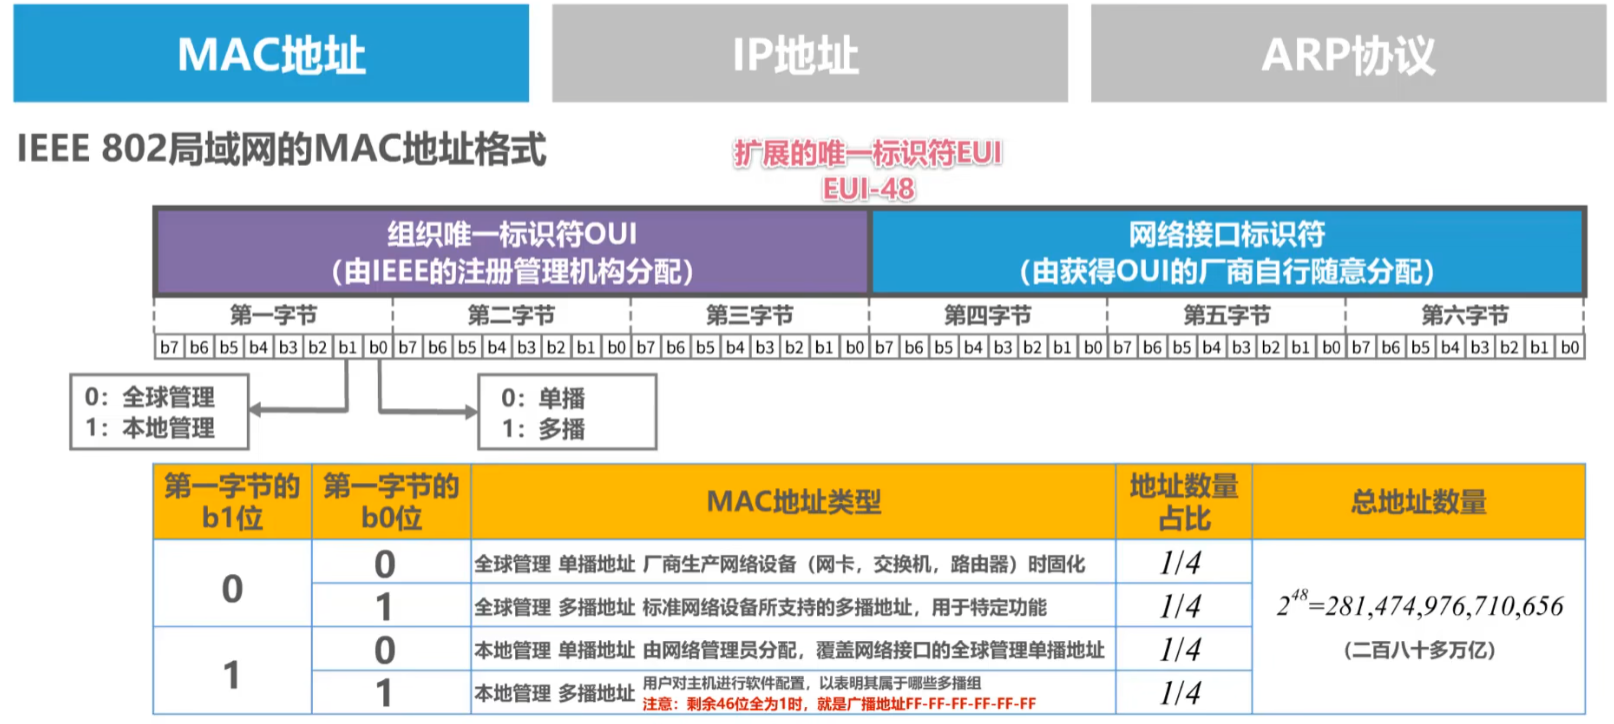 MAC地址
IP地址
ARP协议
IEEE 802局域网的MAC地址格式
扩展的唯一标识符EUI
EUI-48
组织唯一标识符OUI
（由IEEE的注册管理机构分配）
网络接口标识符
（由获得OUI的厂商自行随意分配）
第一字节 第二字节 第三字节 第四字节 第五字节 第六字节
b7 b6 b5 b4 b3 b2 b1 b0 b7 b6 b5 b4 b3 b2 b1 b0 b7 b6 b5 b4 b3 b2 b1 b0 b7 b6 b5 b4 b3 b2 b1 b0 b7 b6 b5 b4 b3 b2 b1 b0 b7 b6 b5 b4 b3 b2 b1 b0
0：全球管理
1：本地管理
0：单播
1：多播
第一字节的
b1位
第一字节的
b0位
MAC地址类型
地址数量
占比
总地址数量
0
0
全球管理 单播地址 厂商生产网络设备（网卡，交换机，路由器）时固化
1/4
1
全球管理 多播地址 标准网络设备所支持的多播地址，用于特定功能
1/4
1
0
本地管理 单播地址 由网络管理员分配，覆盖网络接口的全球管理单播地址
1/4
1
本地管理 多播地址 用户对主机进行软件配置，以表明其属于哪些多播组
注意：剩余46位全为1时，就是广播地址FF-FF-FF-FF-FF-FF
1/4
2^48=281,474,976,710,656
（二百八十多万亿）